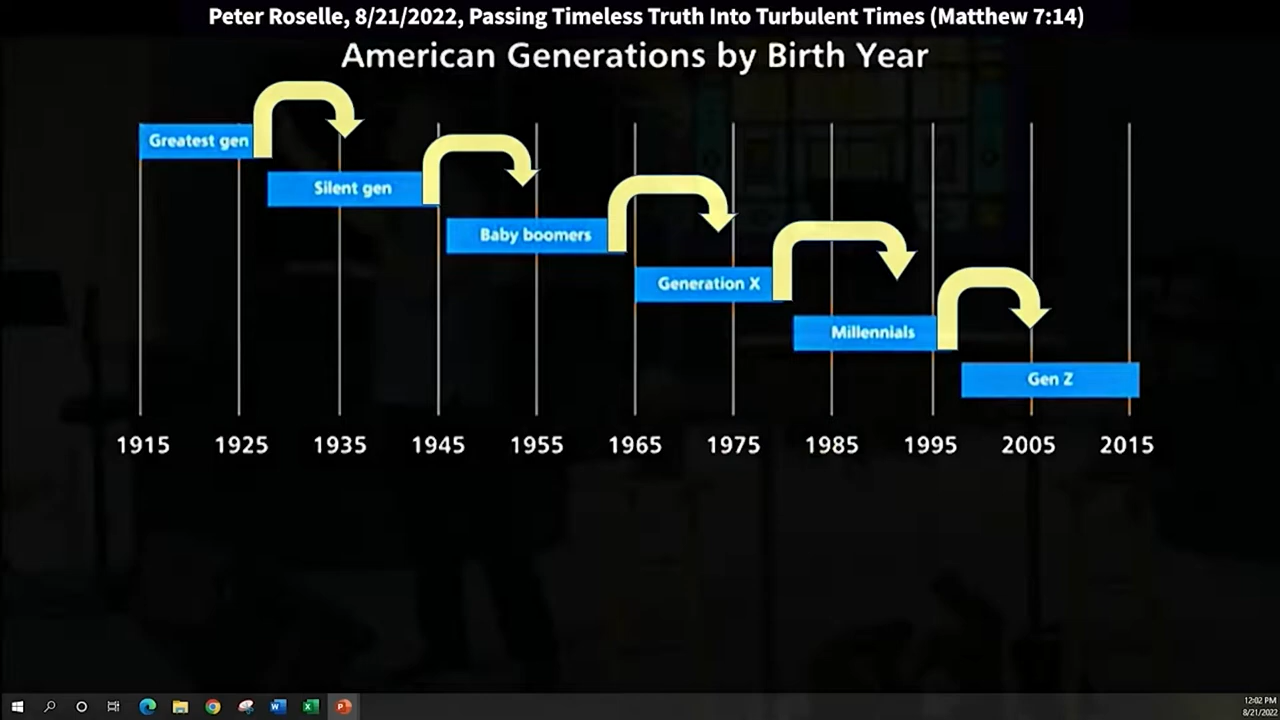 Peter Roselle, 8/21/2022, Passing Timeless Truth Into Turbulent Times (Matthew 7:14)
American Generations by Birth Year
Greatest gen
Silent gen
Baby boomers
Generation X
Millennials
Gen Z
1915 1925 1935 1945 1955 1965 1975 1985 1995 2005 2015
12:02 PM
8/21/2022